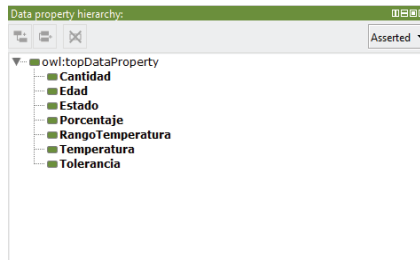 Data property hierarchy:
Asserted
owl:topDataProperty
Cantidad
Edad
Estado
Porcentaje
RangoTemperatura
Temperatura
Tolerancia